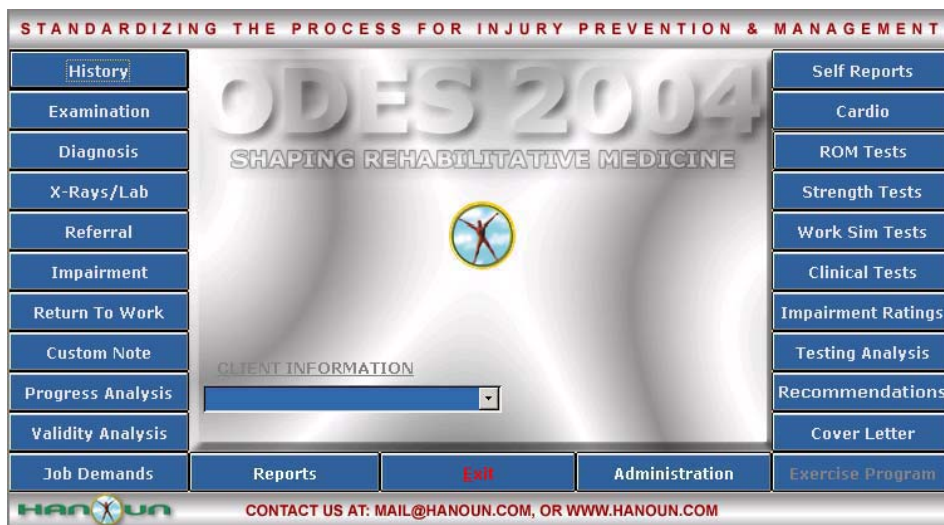 STANDARDIZING THE PROCESS FOR INJURY PREVENTION & MANAGEMENT
History
Examination
Diagnosis
X-Rays/Lab
Referral
Impairment
Return To Work
Custom Note
Progress Analysis
Validity Analysis
Job Demands
ODES 2004
SHAPING REHABILITATIVE MEDICINE
CLIENT INFORMATION
Reports
Exit
Administration
Self Reports
Cardio
ROM Tests
Strength Tests
Work Sim Tests
Clinical Tests
Impairment Ratings
Testing Analysis
Recommendations
Cover Letter
Exercise Program
HANOUN
CONTACT US AT: MAIL@HANOUN.COM, OR WWW.HANOUN.COM